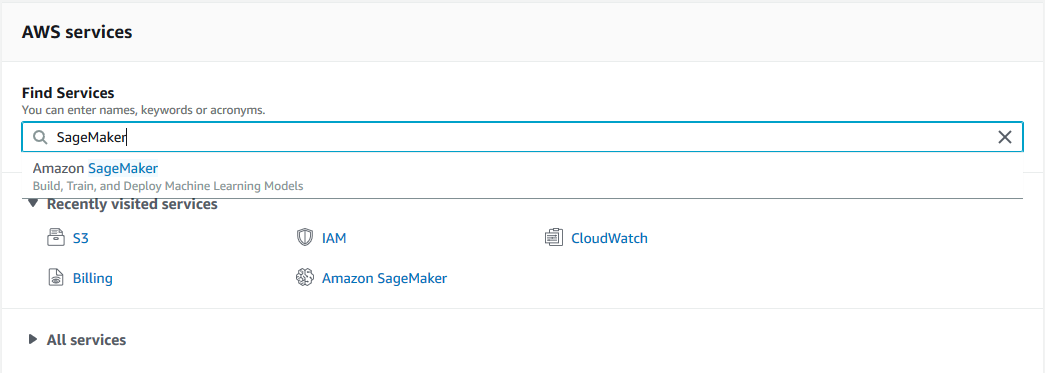 AWS services
Find Services
You can enter names, keywords or acronyms.
SageMaker
Amazon SageMaker
Build, Train, and Deploy Machine Learning Models
Recently visited services
S3 IAM CloudWatch
Billing Amazon SageMaker
All services